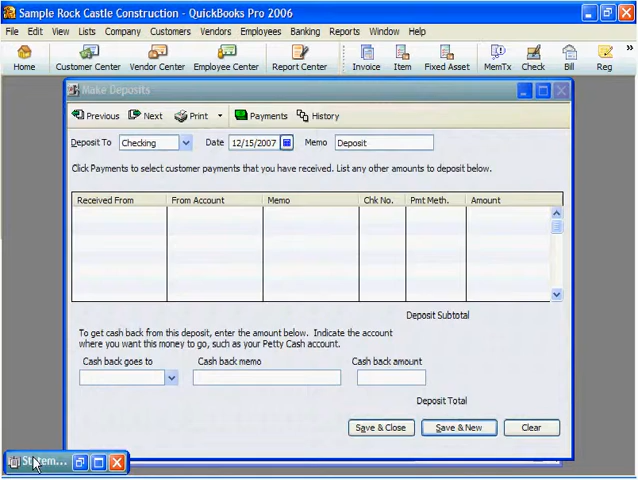 Sample Rock Castle Construction - QuickBooks Pro 2006
File Edit View Lists Company Customers Vendors Employees Banking Reports Window Help
Home Customer Center Vendor Center Employee Center Report Center Invoice Item Fixed Asset MemTx Check Bill Reg »
Make Deposits
Previous Next Print Payments History
Deposit To Checking Date 12/15/2007 Memo Deposit
Click Payments to select customer payments that you have received. List any other amounts to deposit below.
Received From From Account Memo Chk No. Pmt Meth. Amount
Deposit Subtotal
To get cash back from this deposit, enter the amount below. Indicate the account
where you want this money to go, such as your Petty Cash account.
Cash back goes to Cash back memo Cash back amount
Deposit Total
Save & Close Save & New Clear